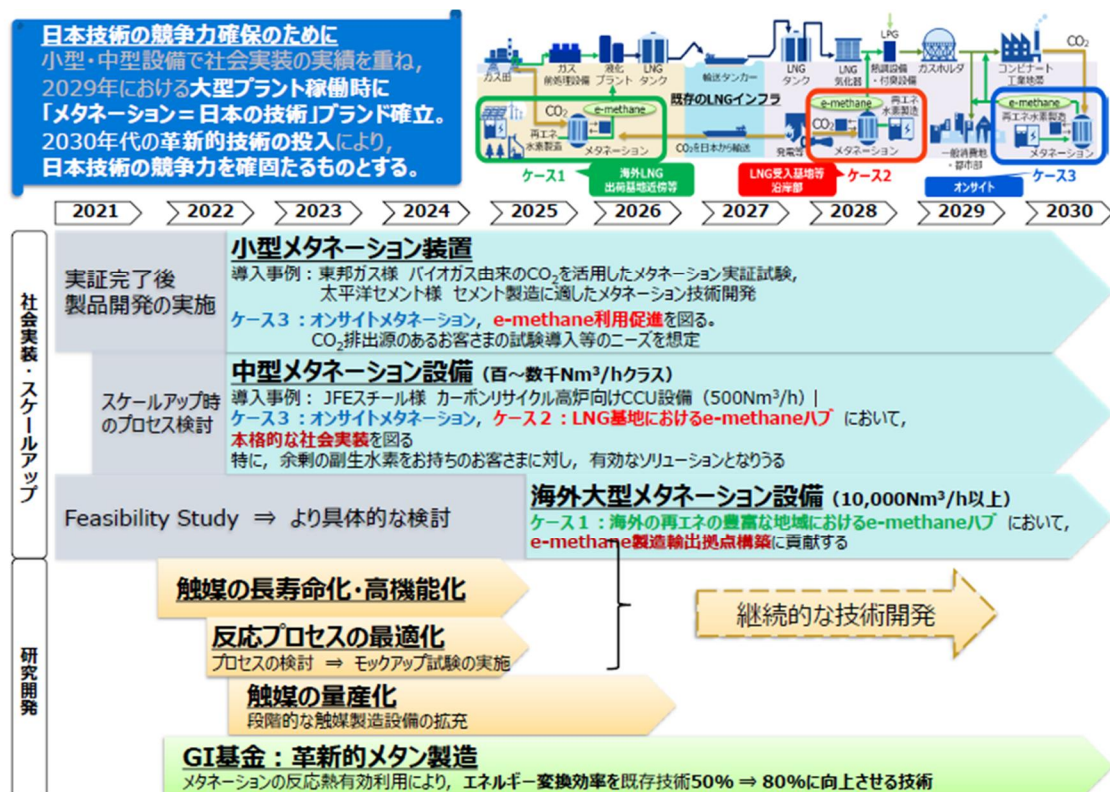 日本技術の競争力確保のために
小型・中型設備で社会実装の実績を重ね，
2029年における大型プラント稼働時に
「メタネーション＝日本の技術」ブランド確立。
2030年代の革新的技術の投入により，
日本技術の競争力を確固たるものとする。
ガス田
ガス
前処理設備
液化
プラント
LNG
タンク
輸送タンカー
LNG
タンク
LNG
気化器
LPG
熱調設備
・付臭設備
ガスホルダ
コンビナート
工業地帯
CO₂
既存のLNGインフラ
CO₂
e-methane
再エネ
水素製造
メタネーション
CO₂を日本から輸送
発電等
CO₂
e-methane
再エネ
水素製造
メタネーション
一般消費地
・都市部
e-methane
再エネ
水素製造
メタネーション
ケース1
海外LNG
出荷基地近傍等
LNG受入基地等
沿岸部
ケース2
オンサイト
ケース3
2021
2022
2023
2024
2025
2026
2027
2028
2029
2030
社会実装・スケールアップ
実証完了後
製品開発の実施
小型メタネーション装置
導入事例：東邦ガス様 バイオガス由来のCO₂を活用したメタネーション実証試験，
太平洋セメント様 セメント製造に適したメタネーション技術開発
ケース３：オンサイトメタネーション，e-methane利用促進を図る。
CO₂排出源のあるお客さまの試験導入等のニーズを想定
スケールアップ時
のプロセス検討
中型メタネーション設備（百～数千Nm³/hクラス）
導入事例： JFEスチール様 カーボンリサイクル高炉向けCCU設備（500Nm³/h）|
ケース３：オンサイトメタネーション，ケース２：LNG基地におけるe-methaneハブ において，
本格的な社会実装を図る
特に，余剰の副生水素をお持ちのお客さまに対し，有効なソリューションとなりうる
Feasibility Study ⇒ より具体的な検討
海外大型メタネーション設備（10,000Nm³/h以上）
ケース１：海外の再エネの豊富な地域におけるe-methaneハブ において，
e-methane製造輸出拠点構築に貢献する
研究開発
触媒の長寿命化・高機能化
反応プロセスの最適化
プロセスの検討 ⇒ モックアップ試験の実施
触媒の量産化
段階的な触媒製造設備の拡充
継続的な技術開発
GI基金：革新的メタン製造
メタネーションの反応熱有効利用により，エネルギー変換効率を既存技術50% ⇒ 80%に向上させる技術